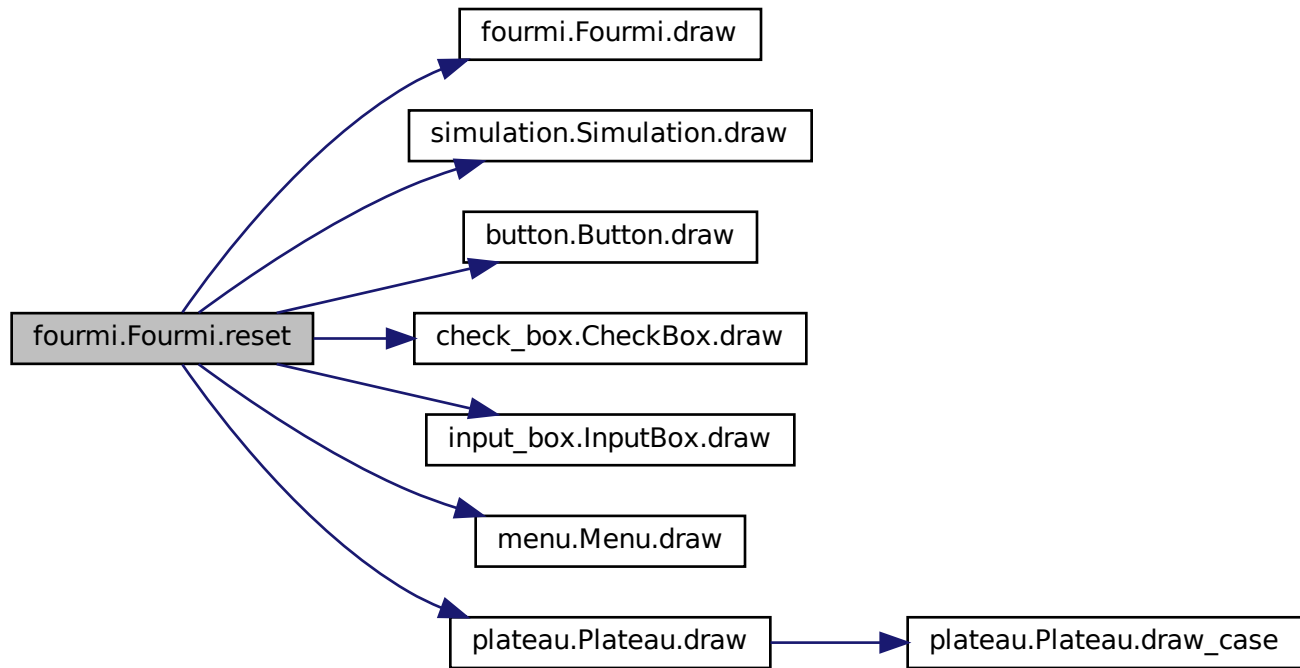 fourmi.Fourmi.draw
simulation.Simulation.draw
button.Button.draw
fourmi.Fourmi.reset
check_box.CheckBox.draw
input_box.InputBox.draw
menu.Menu.draw
plateau.Plateau.draw
plateau.Plateau.draw_case